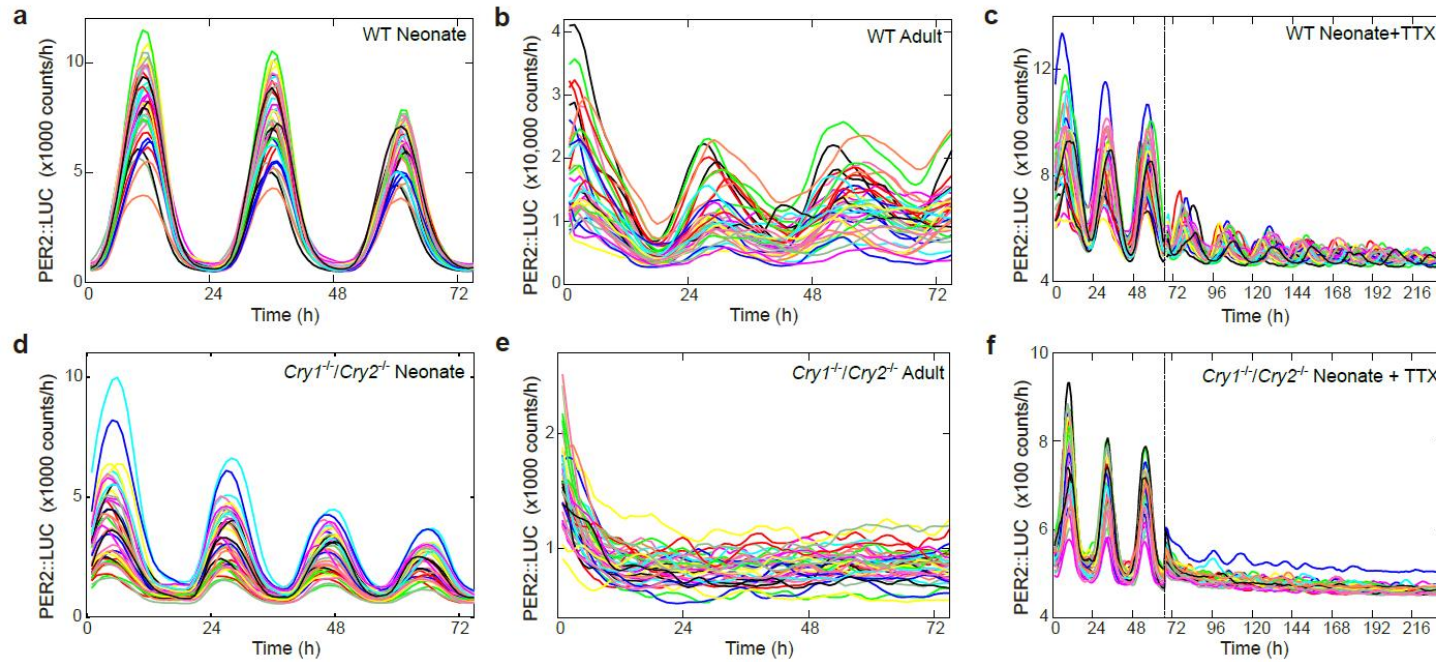 a
WT Neonate
PER2::LUC (x1000 counts/h)
10
5
0
0 24 48 72
Time (h)
b
WT Adult
PER2::LUC (x10,000 counts/h)
4
3
2
1
0
0 24 48 72
Time (h)
c
WT Neonate+TTX
PER2::LUC (x100 counts/h)
12
8
4
0 24 48 72 96 120 144 168 192 216
Time (h)
d
Cry1-/-/Cry2-/- Neonate
PER2::LUC (x1000 counts/h)
10
5
0
0 24 48 72
Time (h)
e
Cry1-/-/Cry2-/- Adult
PER2::LUC (x1000 counts/h)
2
1
0 24 48 72
Time (h)
f
Cry1-/-/Cry2-/- Neonate + TTX
PER2::LUC (x100 counts/h)
10
8
6
4
0 24 48 72 96 120 144 168 192 216
Time (h)